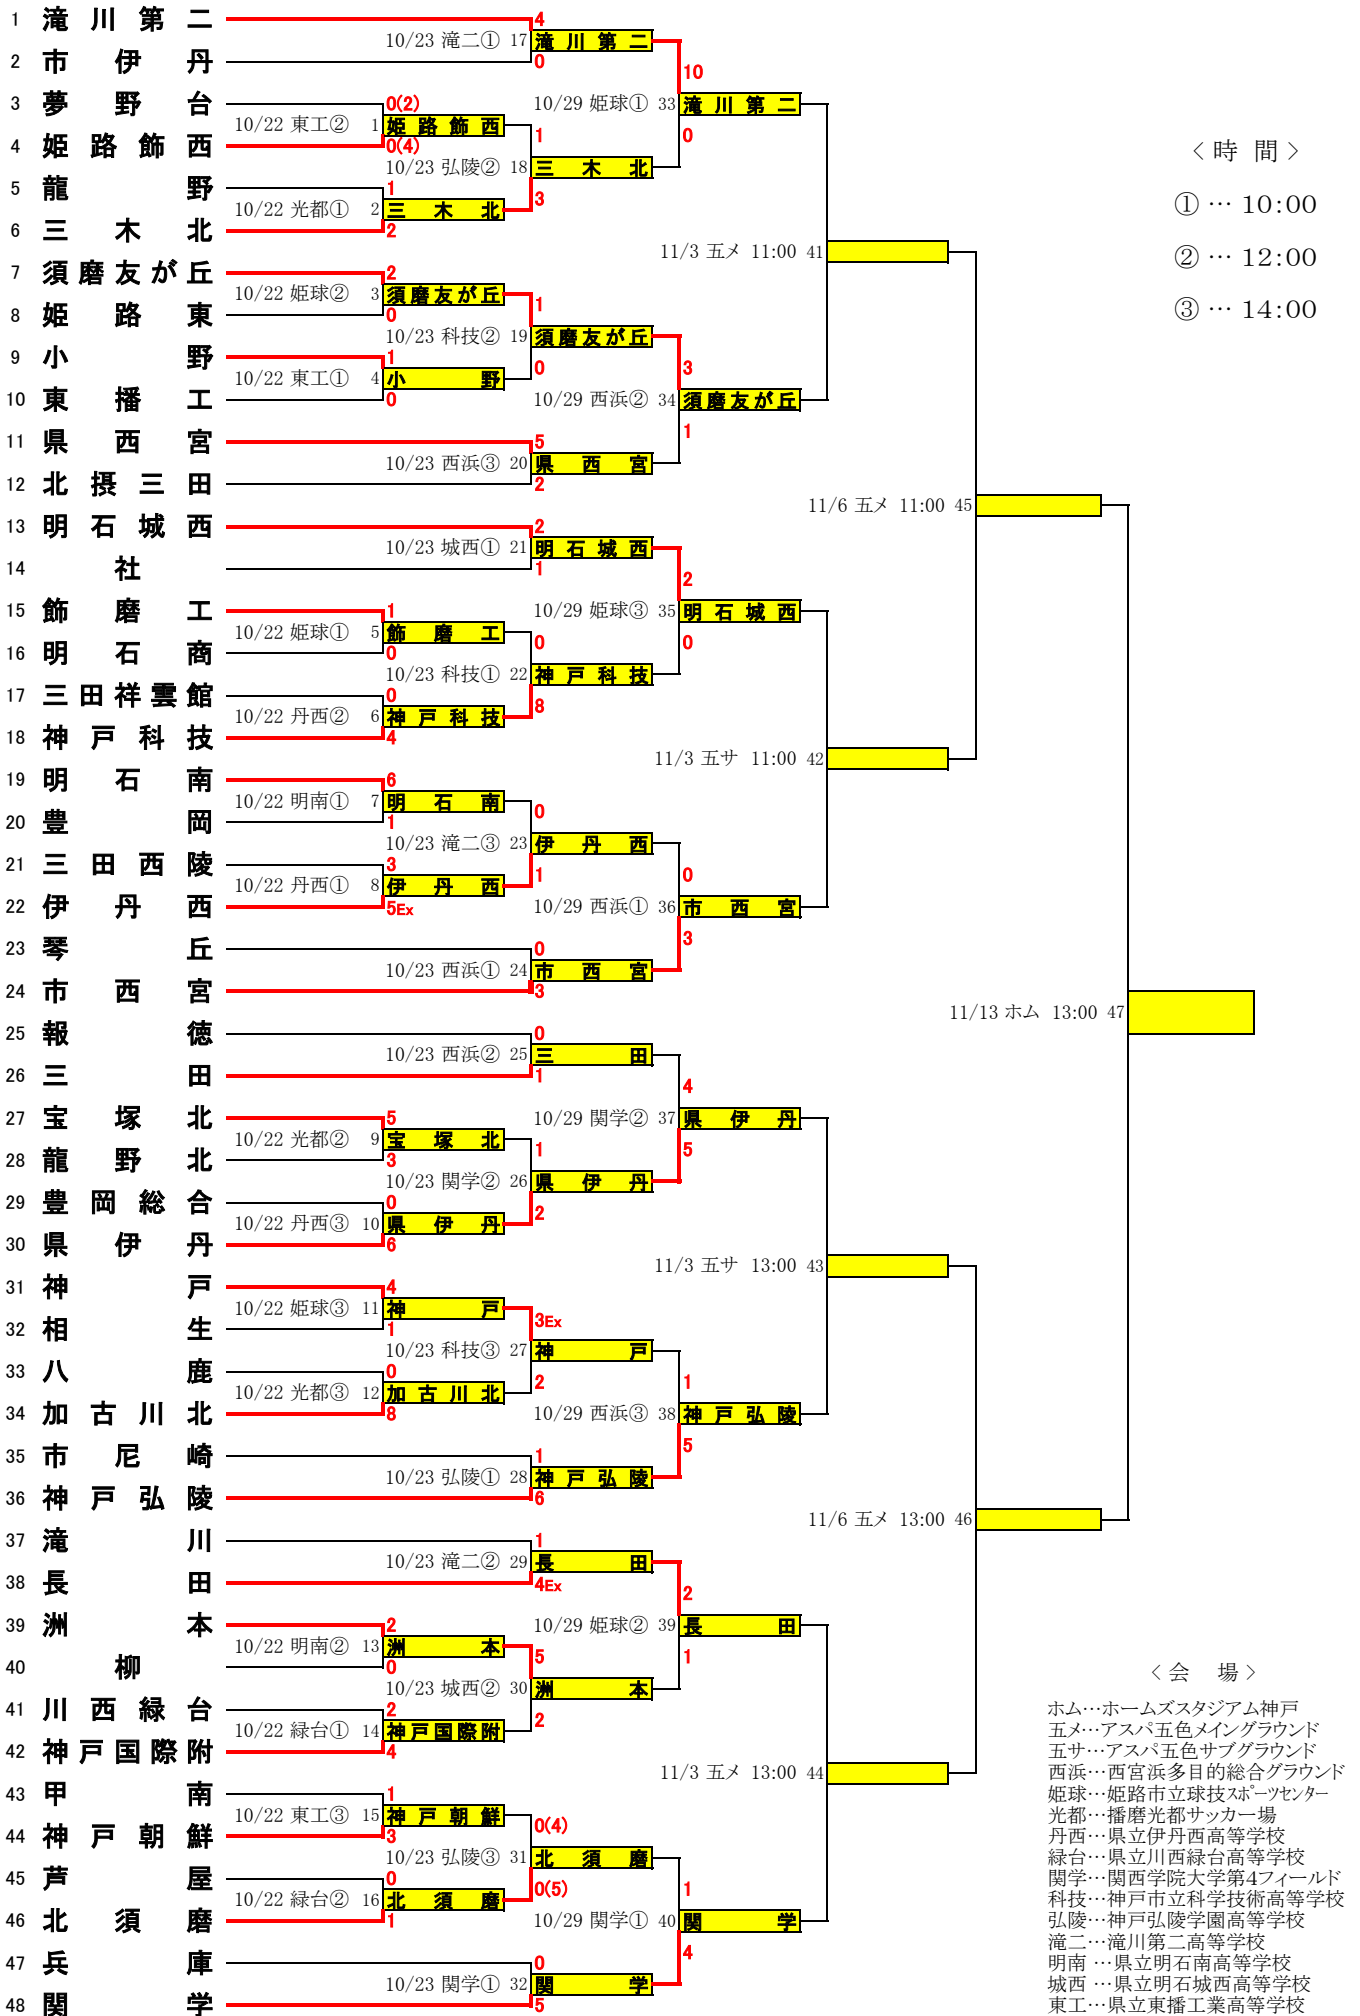 1 滝川第二
4
10/23 滝二① 17 滝川第二
2 市伊丹
0
10
3 夢野台
0(2)
10/29 姫球① 33 滝川第二
10/22 東工② 1 姫路飾西
1
0
4 姫路飾西
0(4)
10/23 弘陵② 18 三木北
5 龍野
1
3
10/22 光都① 2 三木北
6 三木北
2
11/3 五メ 11:00 41
7 須磨友が丘
2
10/22 姫球② 3 須磨友が丘
1
8 姫路東
0
10/23 科技② 19 須磨友が丘
9 小野
1
0
3
10/22 東工① 4 小野
10 東播工
0
10/29 西浜② 34 須磨友が丘
11 県西宮
5
1
10/23 西浜③ 20 県西宮
12 北摂三田
2
11/6 五メ 11:00 45
13 明石城西
2
10/23 城西① 21 明石城西
14 社
1
2
15 飾磨工
1
10/29 姫球③ 35 明石城西
10/22 姫球① 5 飾磨工
0
0
16 明石商
0
10/23 科技① 22 神戸科技
17 三田祥雲館
0
8
10/22 丹西② 6 神戸科技
18 神戸科技
4
11/3 五サ 11:00 42
19 明石南
6
10/22 明南① 7 明石南
0
20 豊岡
1
10/23 滝二③ 23 伊丹西
21 三田西陵
3
1
0
10/22 丹西① 8 伊丹西
22 伊丹西
5Ex
10/29 西浜① 36 市西宮
23 琴丘
0
3
10/23 西浜① 24 市西宮
24 市西宮
3
11/13 ホム 13:00 47
25 報徳
0
10/23 西浜② 25 三田
26 三田
1
4
27 宝塚北
5
10/29 関学② 37 県伊丹
10/22 光都② 9 宝塚北
1
5
28 龍野北
3
10/23 関学② 26 県伊丹
29 豊岡総合
0
2
10/22 丹西③ 10 県伊丹
30 県伊丹
6
11/3 五サ 13:00 43
31 神戸
4
10/22 姫球③ 11 神戸
3Ex
32 相生
1
10/23 科技③ 27 神戸
33 八鹿
0
2
1
10/22 光都③ 12 加古川北
34 加古川北
8
10/29 西浜③ 38 神戸弘陵
35 市尼崎
1
5
10/23 弘陵① 28 神戸弘陵
36 神戸弘陵
6
11/6 五メ 13:00 46
37 滝川
1
10/23 滝二② 29 長田
38 長田
4Ex
2
39 洲本
2
10/29 姫球② 39 長田
10/22 明南② 13 洲本
5
1
40 柳
0
10/23 城西② 30 洲本
41 川西緑台
2
2
10/22 緑台① 14 神戸国際附
42 神戸国際附
4
11/3 五メ 13:00 44
43 甲南
1
10/22 東工③ 15 神戸朝鮮
0(4)
44 神戸朝鮮
3
10/23 弘陵③ 31 北須磨
45 芦屋
0
0(5)
1
10/22 緑台② 16 北須磨
46 北須磨
1
10/29 関学① 40 関学
47 兵庫
0
4
10/23 関学① 32 関学
48 関学
5
＜時 間＞
①…10:00
②…12:00
③…14:00
＜会 場＞
ホム…ホームズスタジアム神戸
五メ…アスパ五色メイングラウンド
五サ…アスパ五色サブグラウンド
西浜…西宮浜多目的総合グラウンド
姫球…姫路市立球技スポーツセンター
光都…播磨光都サッカー場
丹西…県立伊丹西高等学校
緑台…県立川西緑台高等学校
関学…関西学院大学第4フィールド
科技…神戸市立科学技術高等学校
弘陵…神戸弘陵学園高等学校
滝二…滝川第二高等学校
明南…県立明石南高等学校
城西…県立明石城西高等学校
東工…県立東播工業高等学校